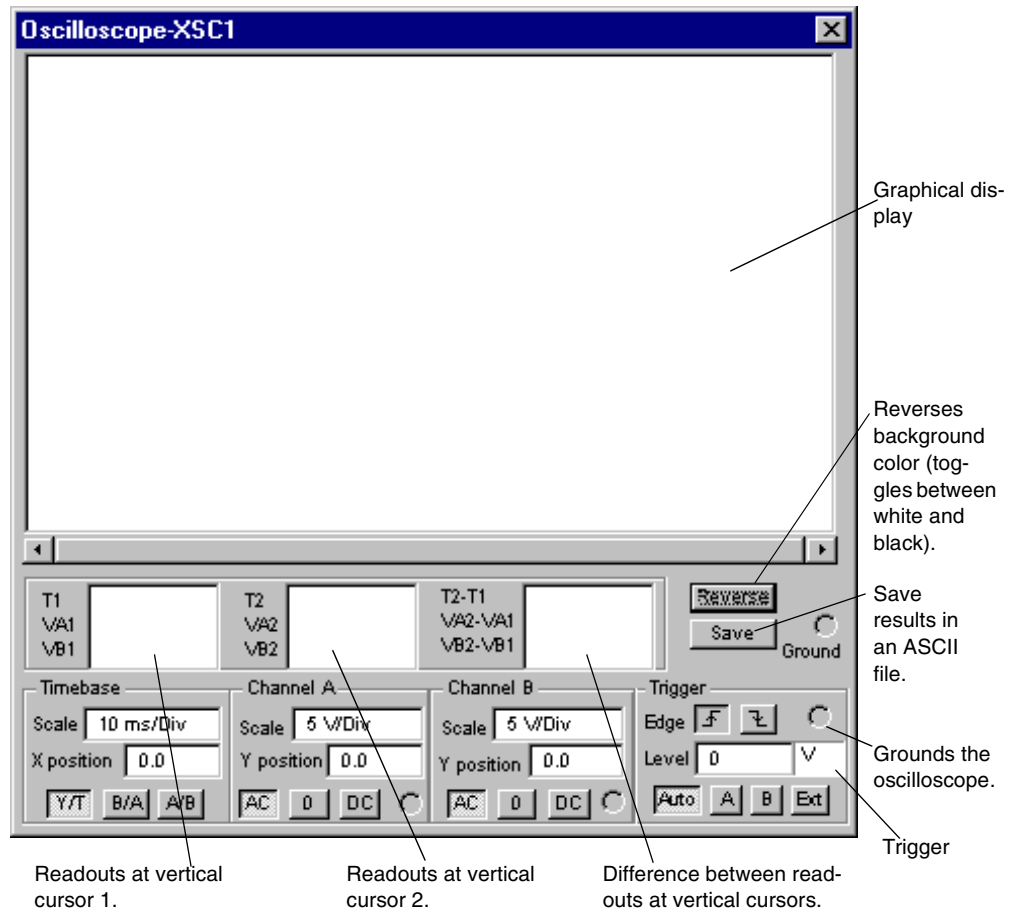 Oscilloscope-XSC1
Graphical dis-
play
Reverses
background
color (tog-
gles between
white and
black).
T1
VA1
VB1
T2
VA2
VB2
T2-T1
VA2-VA1
VB2-VB1
Reverse
Save
Ground
Save
results in
an ASCII
file.
Timebase
Scale 10 ms/Div
X position 0.0
Y/T B/A A/B
Channel A
Scale 5 V/Div
Y position 0.0
AC 0 DC
Channel B
Scale 5 V/Div
Y position 0.0
AC 0 DC
Trigger
Edge
Level 0 V
Auto A B Ext
Grounds the
oscilloscope.
Trigger
Readouts at vertical
cursor 1.
Readouts at vertical
cursor 2.
Difference between read-
outs at vertical cursors.